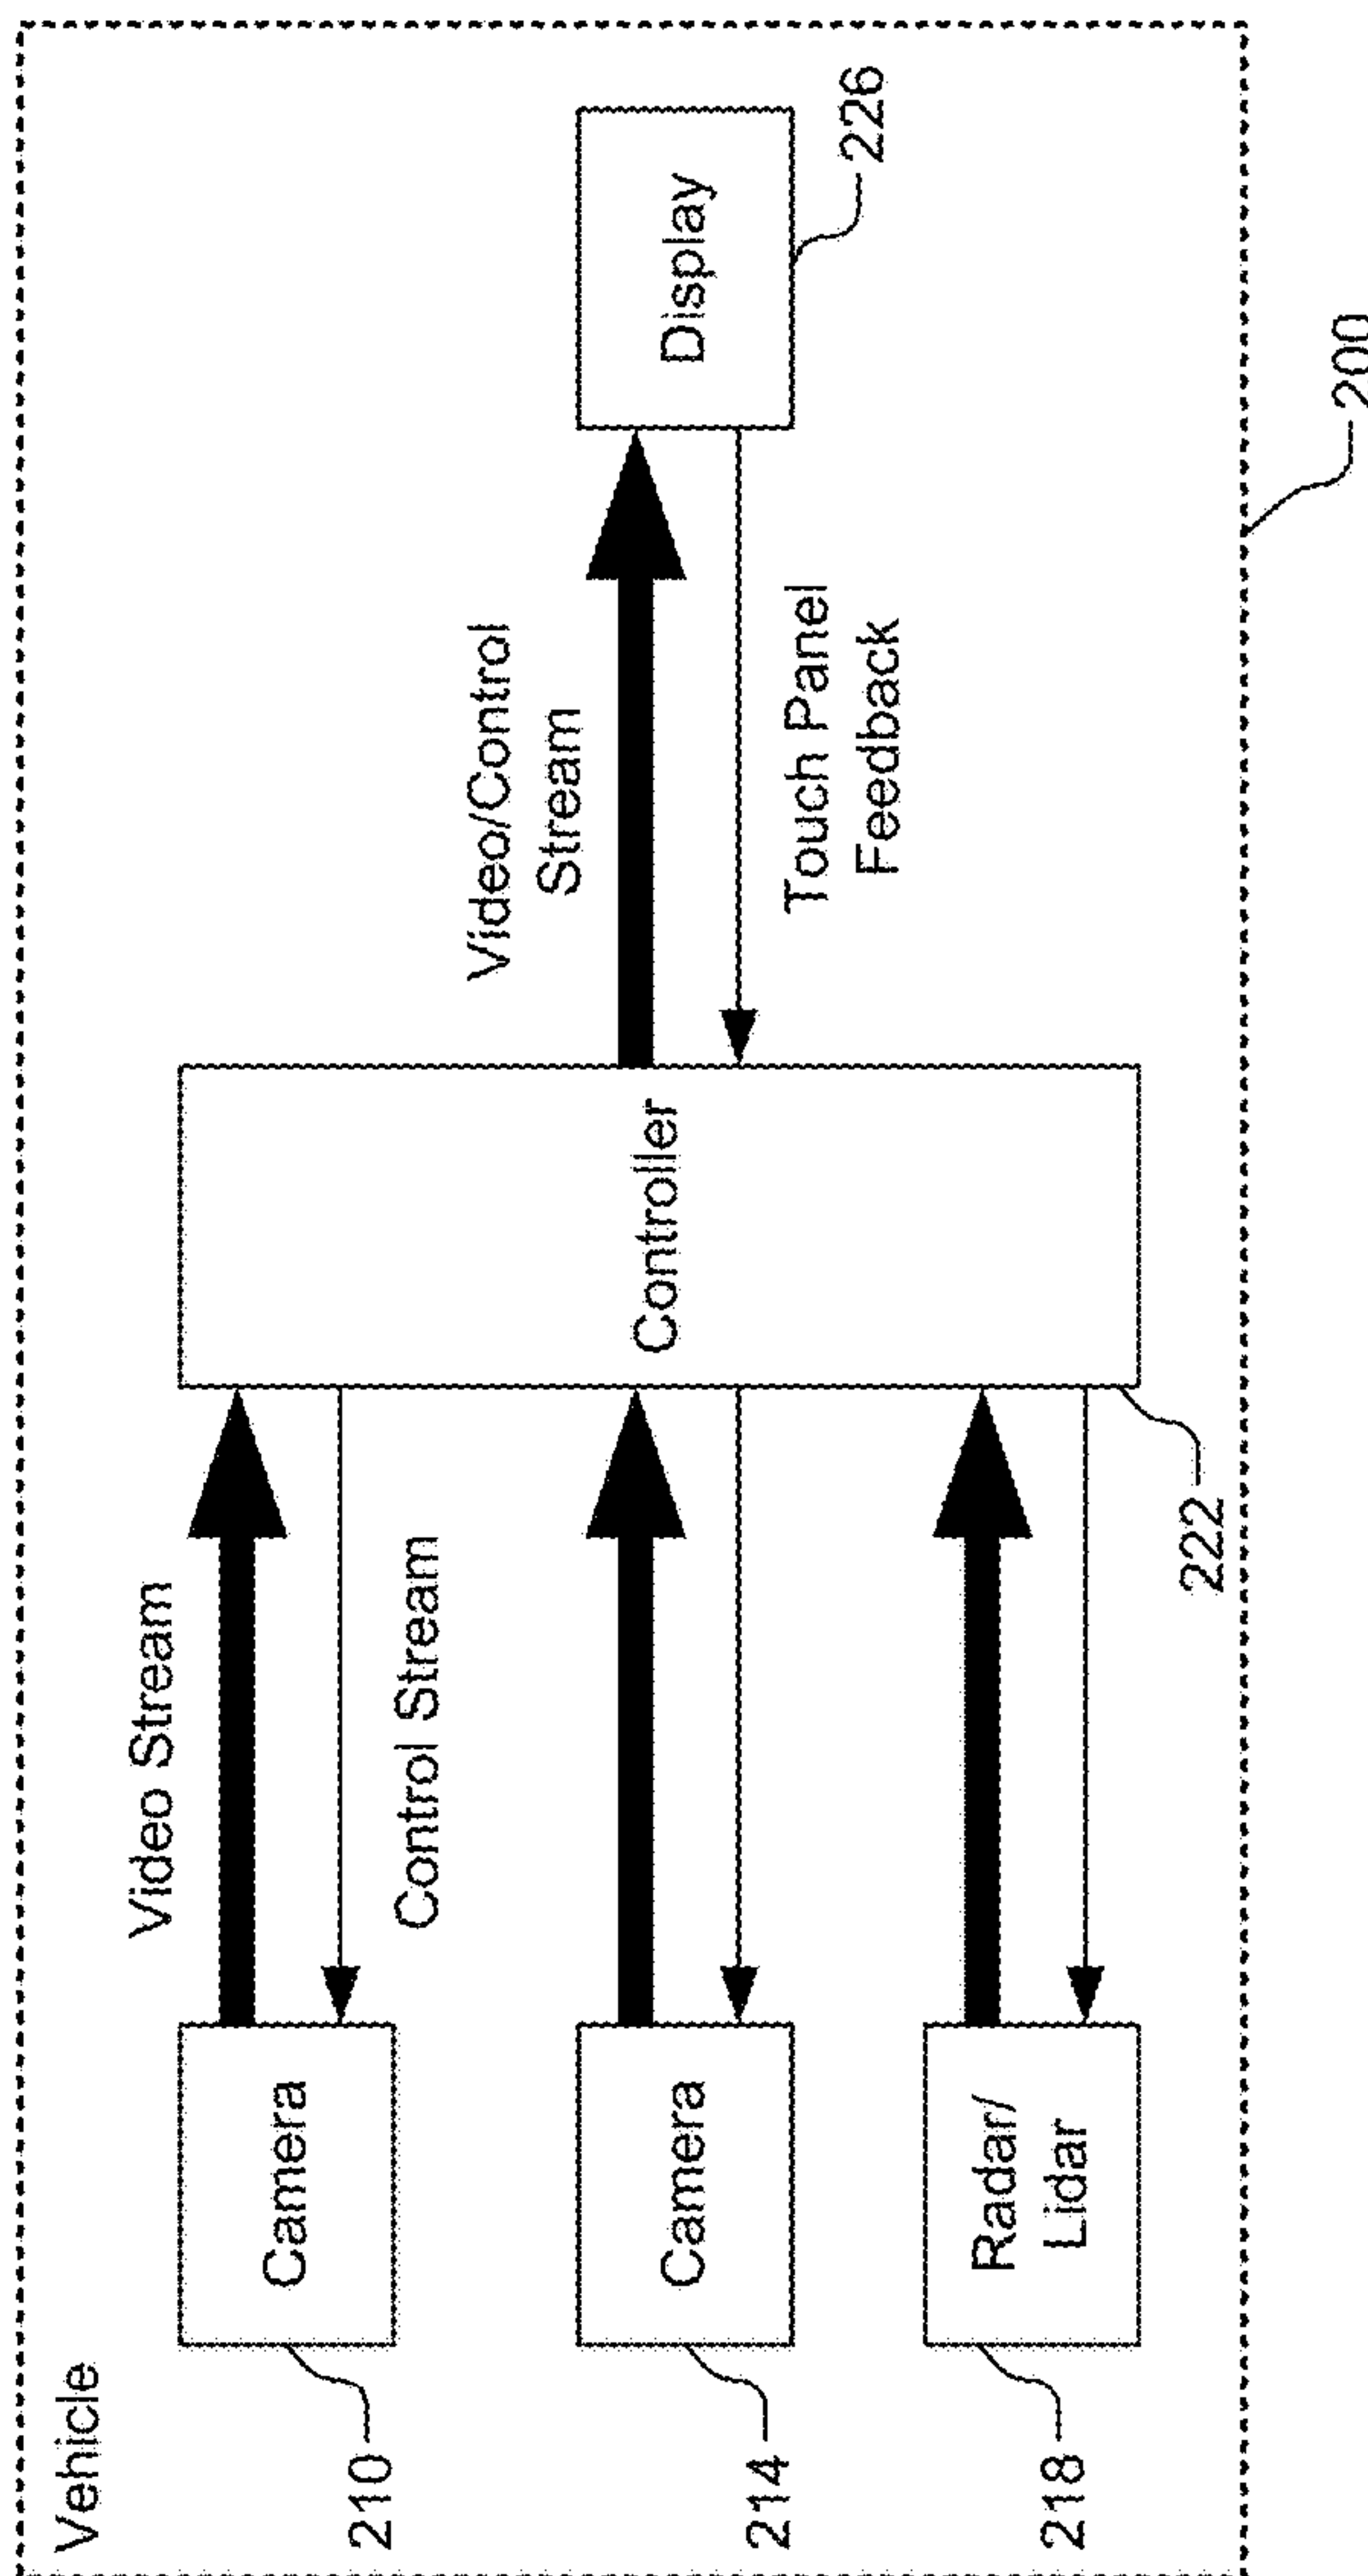 Vehicle
Video Stream
Control Stream
Camera
210
Camera
214
Radar/
Lidar
218
Controller
222
Video/Control
Stream
Touch Panel
Feedback
Display
226
200